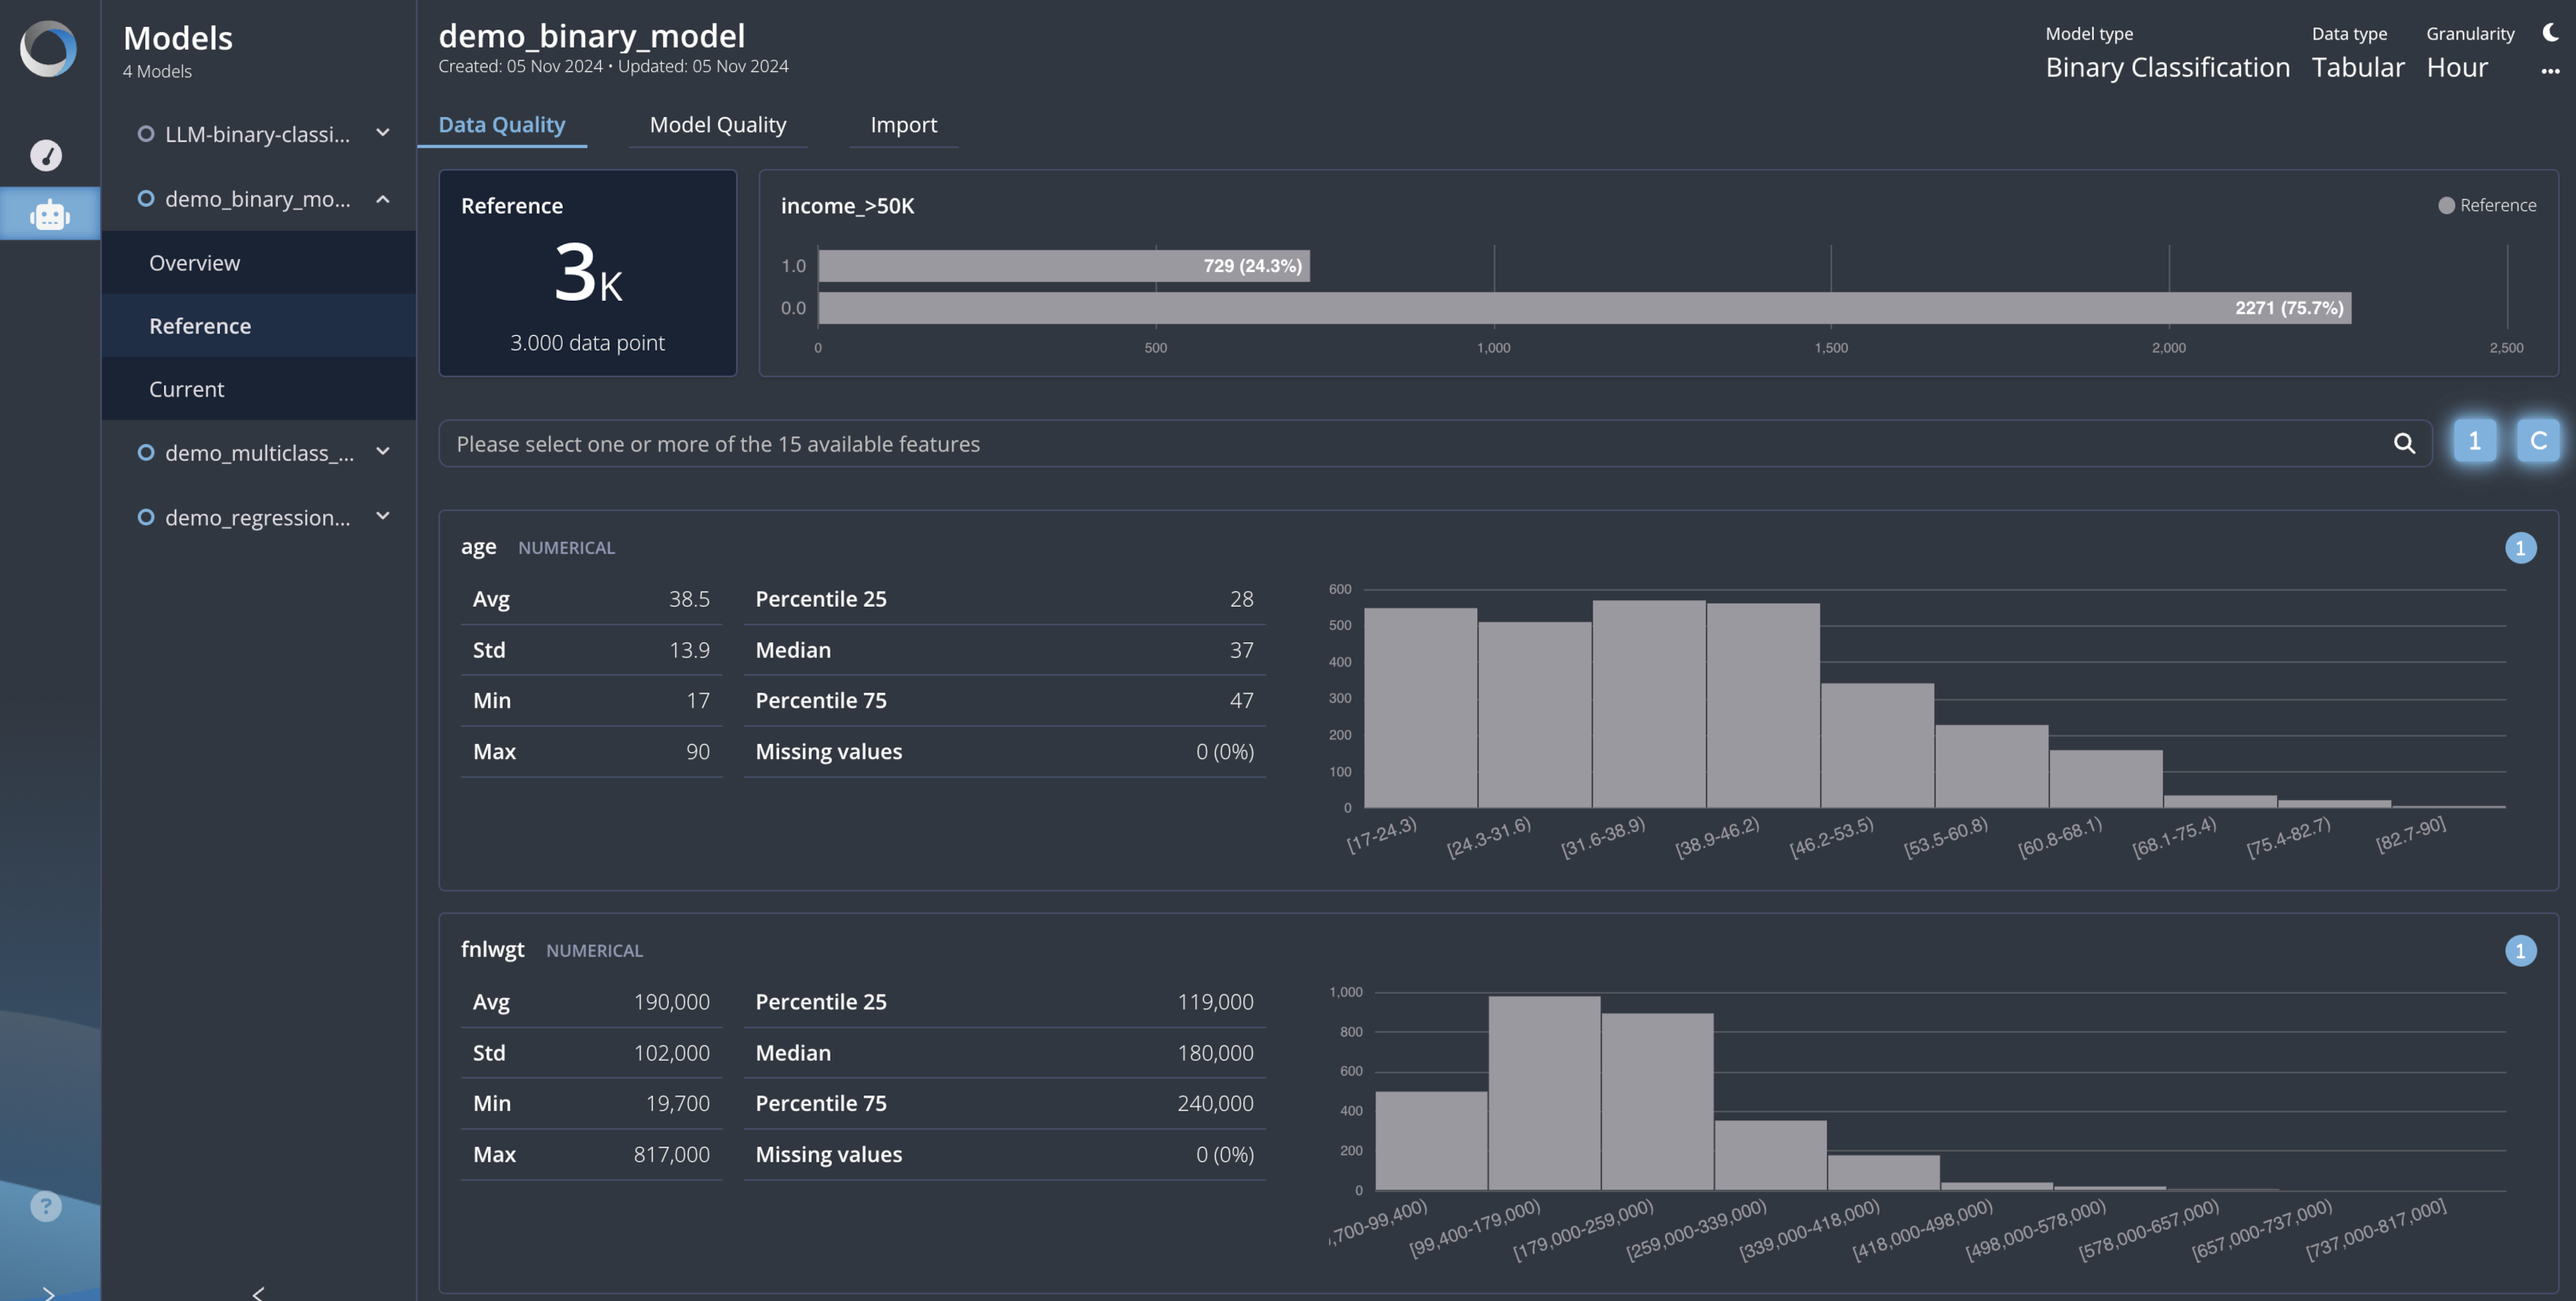 Models
4 Models
LLM-binary-classi...
demo_binary_mo...
Overview
Reference
Current
demo_multiclass_...
demo_regression...
demo_binary_model
Created: 05 Nov 2024 • Updated: 05 Nov 2024
Model type
Binary Classification
Data type
Tabular
Granularity
Hour
Data Quality Model Quality Import
Reference
3K
3.000 data point
income_>50K
Reference
1.0 729 (24.3%)
0.0 2271 (75.7%)
0 500 1,000 1,500 2,000 2,500
Please select one or more of the 15 available features
1 C
age NUMERICAL
1
Avg 38.5 Percentile 25 28
Std 13.9 Median 37
Min 17 Percentile 75 47
Max 90 Missing values 0 (0%)
600
500
400
300
200
100
0
[17-24.3) [24.3-31.6) [31.6-38.9) [38.9-46.2) [46.2-53.5) [53.5-60.8) [60.8-68.1) [68.1-75.4) [75.4-82.7) [82.7-90]
fnlwgt NUMERICAL
1
Avg 190,000 Percentile 25 119,000
Std 102,000 Median 180,000
Min 19,700 Percentile 75 240,000
Max 817,000 Missing values 0 (0%)
1,000
800
600
400
200
0
,700-99,400) [99,400-179,000) [179,000-259,000) [259,000-339,000) [339,000-418,000) [418,000-498,000) [498,000-578,000) [578,000-657,000) [657,000-737,000) [737,000-817,000]
?